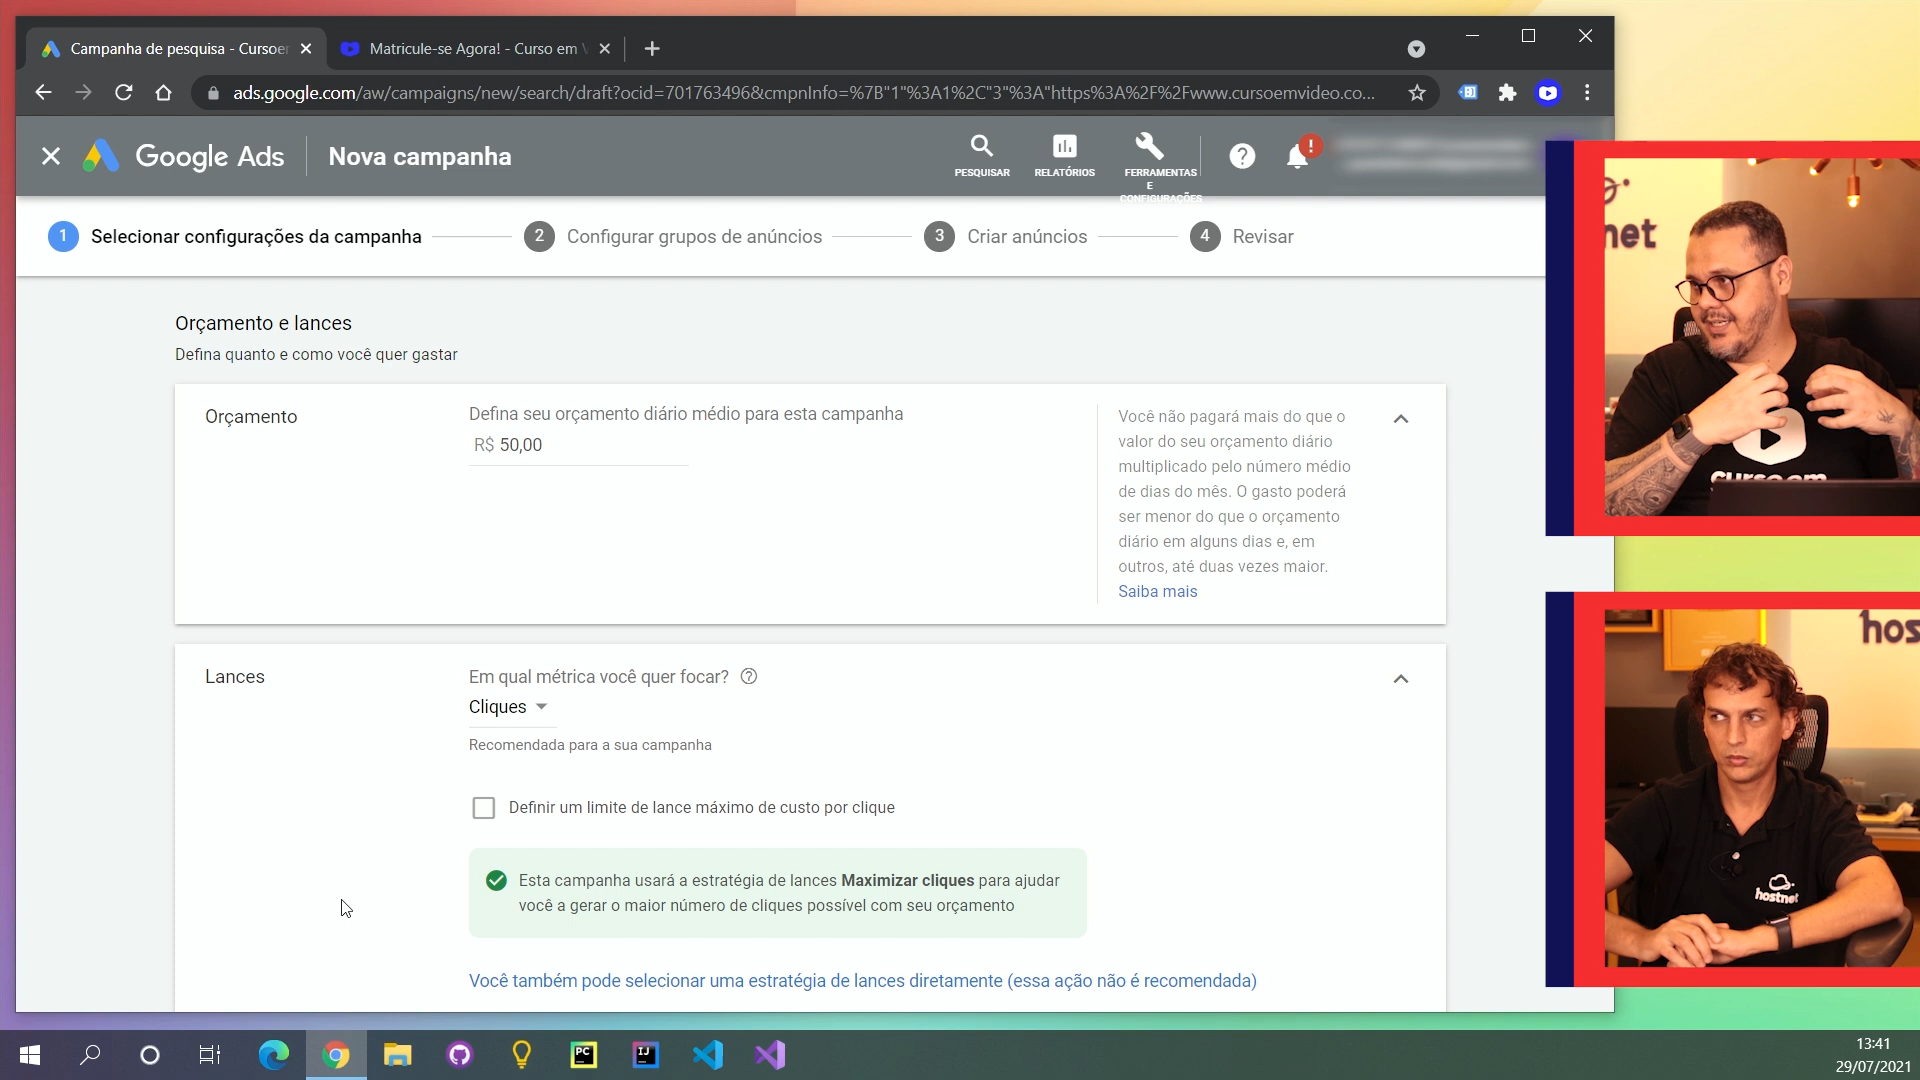 Campanha de pesquisa - Cursoe
Matricule-se Agora! - Curso em V
ads.google.com/aw/campaigns/new/search/draft?ocid=701763496&cmpnInfo=%7B"1"%3A1%2C"3"%3A"https%3A%2F%2Fwww.cursoemvideo.co...
Google Ads
Nova campanha
PESQUISAR
RELATÓRIOS
FERRAMENTAS
E
CONFIGURAÇÕES
1 Selecionar configurações da campanha
2 Configurar grupos de anúncios
3 Criar anúncios
4 Revisar
Orçamento e lances
Defina quanto e como você quer gastar
Orçamento
Defina seu orçamento diário médio para esta campanha
R$ 50,00
Você não pagará mais do que o
valor do seu orçamento diário
multiplicado pelo número médio
de dias do mês. O gasto poderá
ser menor do que o orçamento
diário em alguns dias e, em
outros, até duas vezes maior.
Saiba mais
Lances
Em qual métrica você quer focar?
Cliques
Recomendada para a sua campanha
Definir um limite de lance máximo de custo por clique
Esta campanha usará a estratégia de lances Maximizar cliques para ajudar
você a gerar o maior número de cliques possível com seu orçamento
Você também pode selecionar uma estratégia de lances diretamente (essa ação não é recomendada)
net
cursoem
hos
hostnet
PC
IJ
13:41
29/07/2021